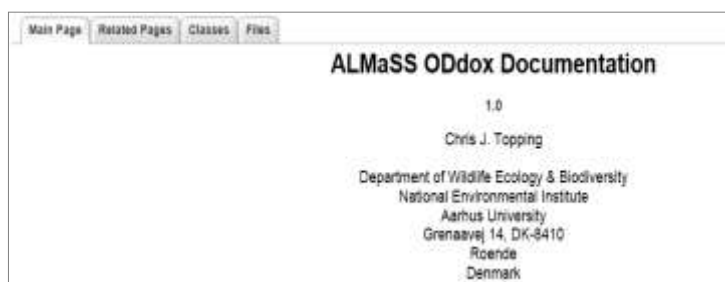 Main Page Related Pages Classes Files
ALMaSS ODdox Documentation
1.0
Chris J. Topping
Department of Wildlife Ecology & Biodiversity
National Environmental Institute
Aarhus University
Grenaavej 14, DK-8410
Roende
Denmark